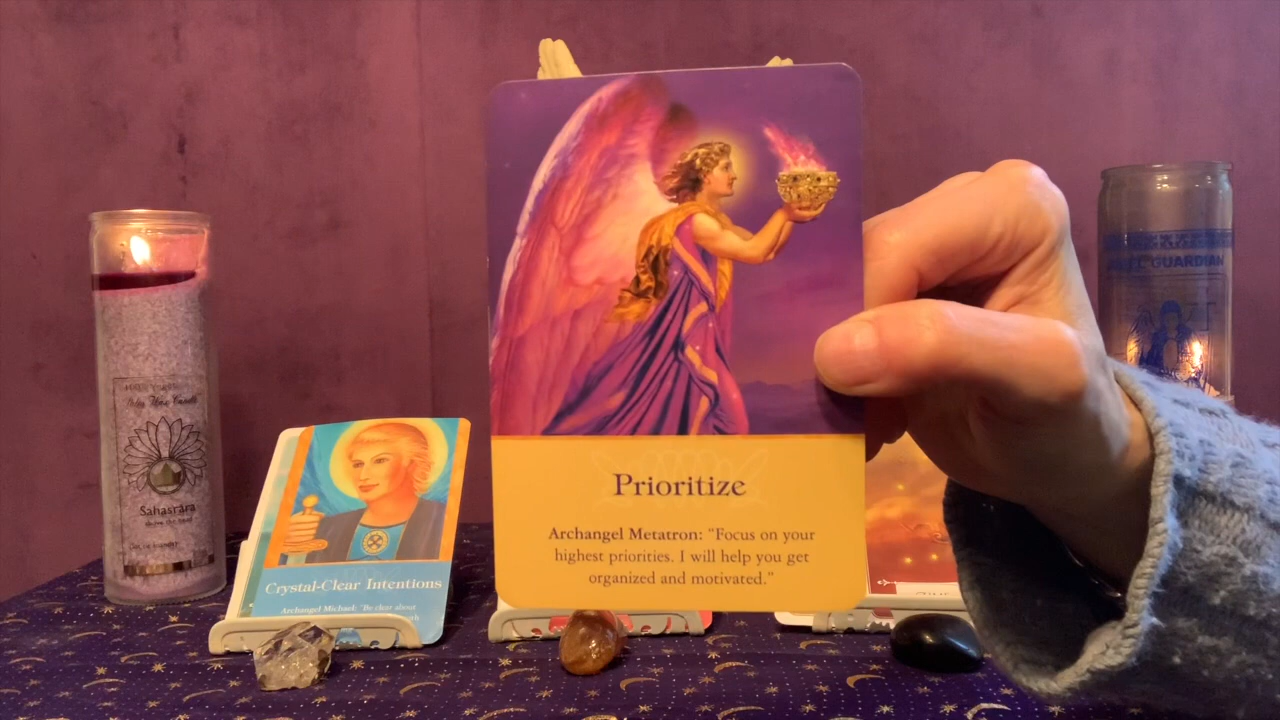 Prioritize
Archangel Metatron: “Focus on your
highest priorities. I will help you get
organized and motivated.”
Crystal-Clear Intentions
Archangel Michael: “Be clear about
Sahasrāra
GUARDIAN